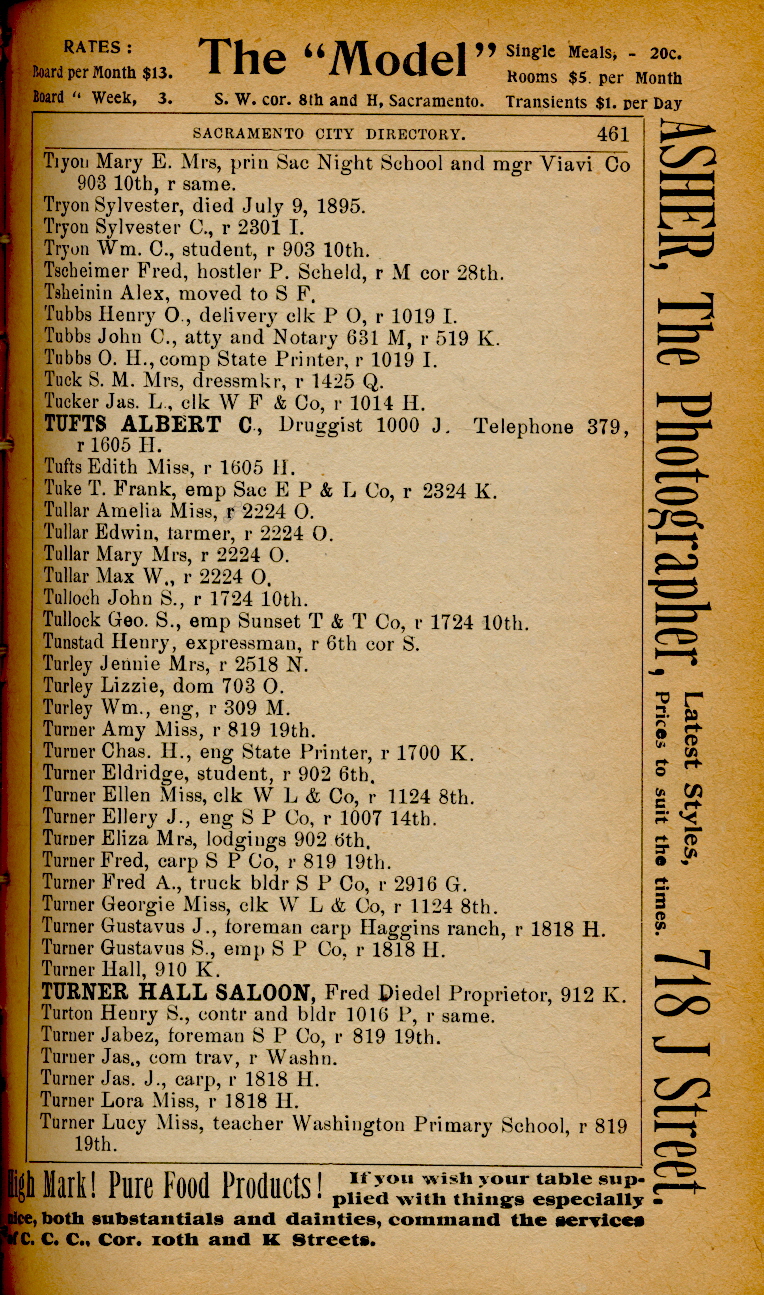 RATES:
Board per Month $13.
Board " Week, 3.
The "Model"
S. W. cor. 8th and H, Sacramento.
Single Meals, - 20c.
Rooms $5. per Month
Transients $1. per Day
SACRAMENTO CITY DIRECTORY. 461
Tryon Mary E. Mrs, prin Sac Night School and mgr Viavi Co
903 10th, r same.
Tryon Sylvester, died July 9, 1895.
Tryon Sylvester C., r 2301 I.
Tryon Wm. C., student, r 903 10th.
Tscheimer Fred, hostler P. Scheld, r M cor 28th.
Tsheinin Alex, moved to S F.
Tubbs Henry O., delivery clk P O, r 1019 I.
Tubbs John C., atty and Notary 631 M, r 519 K.
Tubbs O. H., comp State Printer, r 1019 I.
Tuck S. M. Mrs, dressmkr, r 1425 Q.
Tucker Jas. L., clk W F & Co, r 1014 H.
TUFTS ALBERT C., Druggist 1000 J. Telephone 379,
r 1605 H.
Tufts Edith Miss, r 1605 H.
Tuke T. Frank, emp Sac E P & L Co, r 2324 K.
Tullar Amelia Miss, r 2224 O.
Tullar Edwin, farmer, r 2224 O.
Tullar Mary Mrs, r 2224 O.
Tullar Max W., r 2224 O.
Tulloch John S., r 1724 10th.
Tullock Geo. S., emp Sunset T & T Co, r 1724 10th.
Tunstad Henry, expressman, r 6th cor S.
Turley Jennie Mrs, r 2518 N.
Turley Lizzie, dom 703 O.
Turley Wm., eng, r 309 M.
Turner Amy Miss, r 819 19th.
Turner Chas. H., eng State Printer, r 1700 K.
Turner Eldridge, student, r 902 6th.
Turner Ellen Miss, clk W L & Co, r 1124 8th.
Turner Ellery J., eng S P Co, r 1007 14th.
Turner Eliza Mrs, lodgings 902 6th.
Turner Fred, carp S P Co, r 819 19th.
Turner Fred A., truck bldr S P Co, r 2916 G.
Turner Georgie Miss, clk W L & Co, r 1124 8th.
Turner Gustavus J., foreman carp Haggins ranch, r 1818 H.
Turner Gustavus S., emp S P Co, r 1818 H.
Turner Hall, 910 K.
TURNER HALL SALOON, Fred Diedel Proprietor, 912 K.
Turton Henry S., contr and bldr 1016 P, r same.
Turner Jabez, foreman S P Co, r 819 19th.
Turner Jas., com trav, r Washn.
Turner Jas. J., carp, r 1818 H.
Turner Lora Miss, r 1818 H.
Turner Lucy Miss, teacher Washington Primary School, r 819
19th.
ASHER, The Photographer, Latest Styles, Prices to suit the times. 718 J Street.
High Mark! Pure Food Products! If you wish your table sup-
plied with things especially
both substantials and dainties, command the services
of C. C. C., Cor. 10th and K Streets.